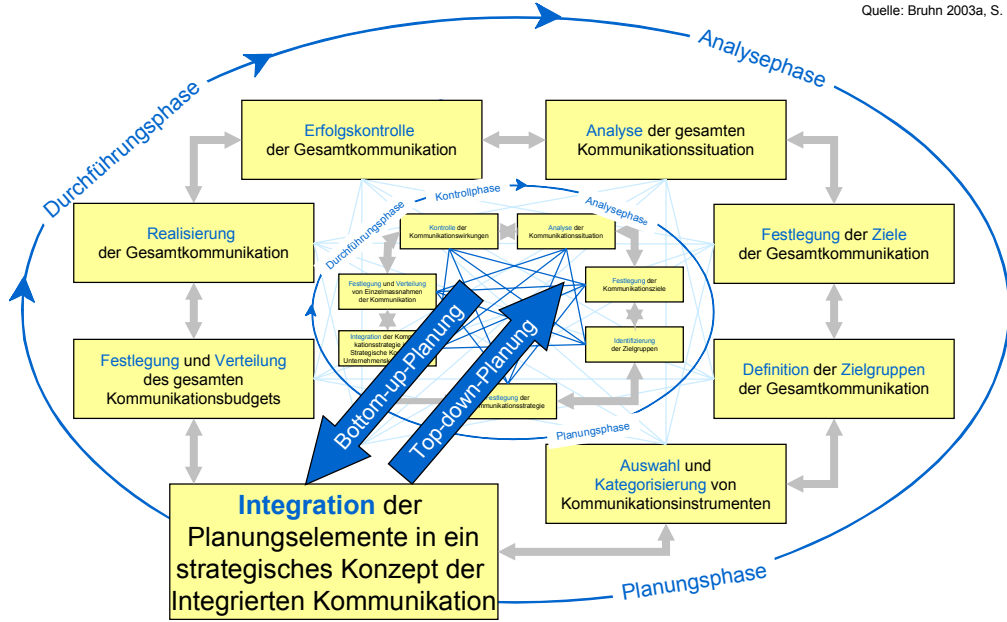 Quelle: Bruhn 2003a, S.
Durchführungsphase
Analysephase
Erfolgskontrolle
der Gesamtkommunikation
Analyse der gesamten
Kommunikationssituation
Realisierung
der Gesamtkommunikation
Festlegung der Ziele
der Gesamtkommunikation
Festlegung und Verteilung
des gesamten
Kommunikationsbudgets
Definition der Zielgruppen
der Gesamtkommunikation
Auswahl und
Kategorisierung von
Kommunikationsinstrumenten
Integration der
Planungselemente in ein
strategisches Konzept der
Integrierten Kommunikation
Planungsphase
Kontrollphase
Durchführungsphase
Analysephase
Kontrolle der
Kommunikationswirkungen
Analyse der
Kommunikationssituation
Festlegung und Verteilung
von Einzelmassnahmen
der Kommunikation
Festlegung der
Kommunikationsziele
Integration der
Strategische
Identifizierung
der Zielgruppen
der
Planungsphase
Bottom-up-Planung
Top-down-Planung